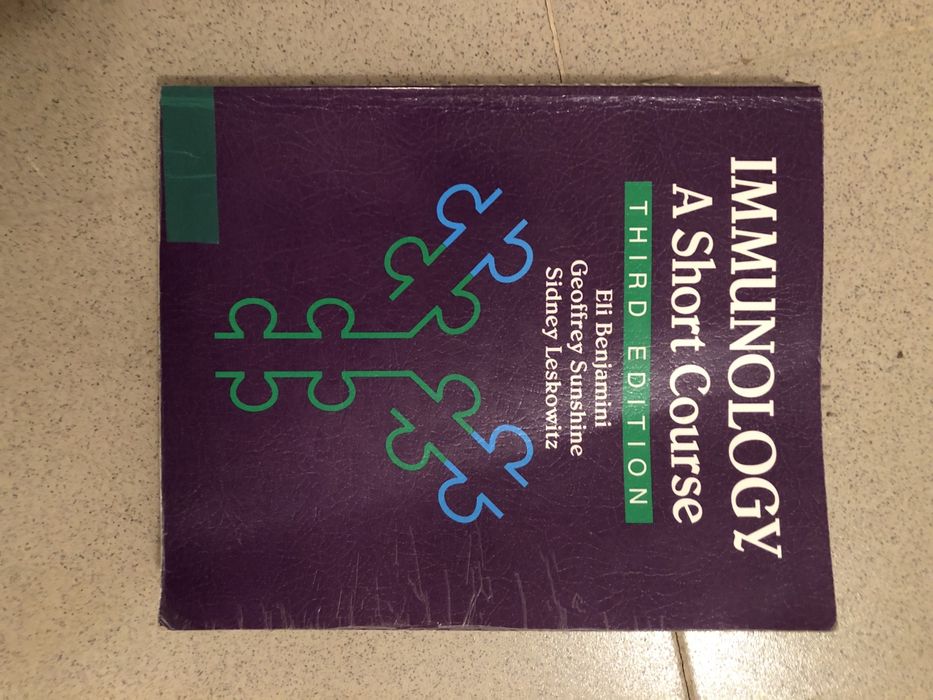 IMMUNOLOGY
A Short Course
THIRD EDITION
Eli Benjamini
Geoffrey Sunshine
Sidney Leskowitz